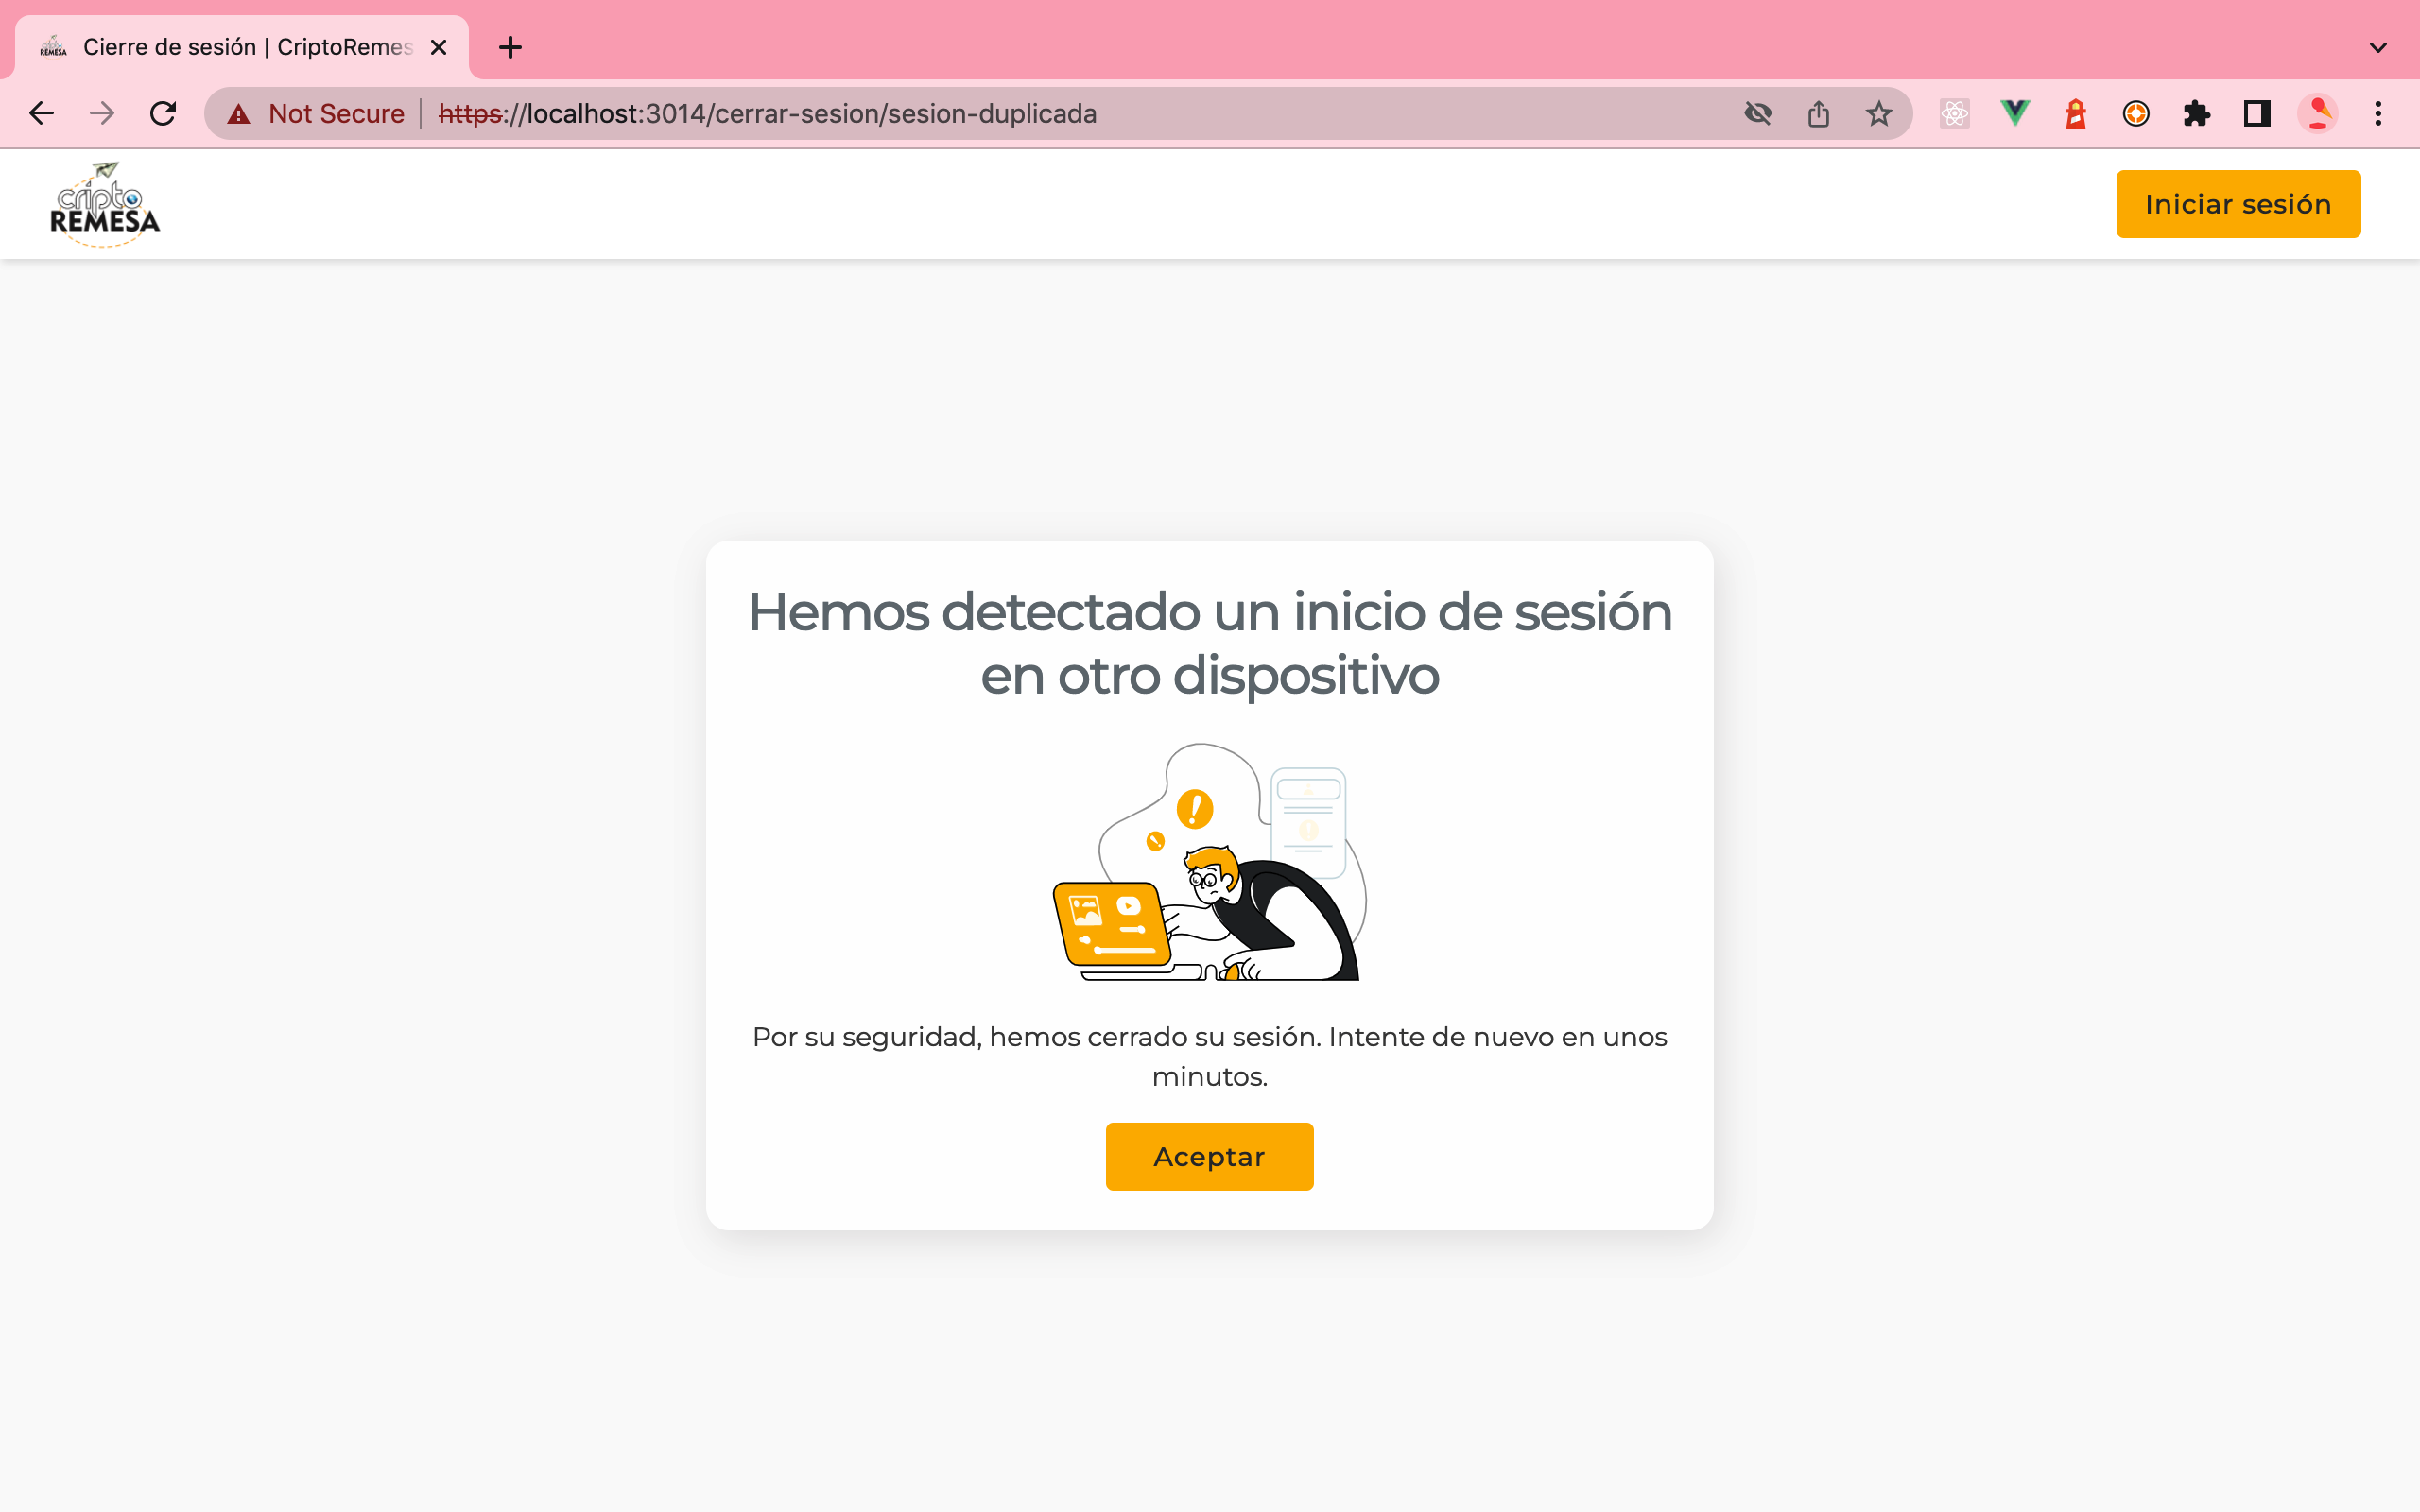 Cierre de sesión | CriptoRemes
Not Secure
https://localhost:3014/cerrar-sesion/sesion-duplicada
cripto
REMESA
Iniciar sesión
Hemos detectado un inicio de sesión
en otro dispositivo
Por su seguridad, hemos cerrado su sesión. Intente de nuevo en unos
minutos.
Aceptar